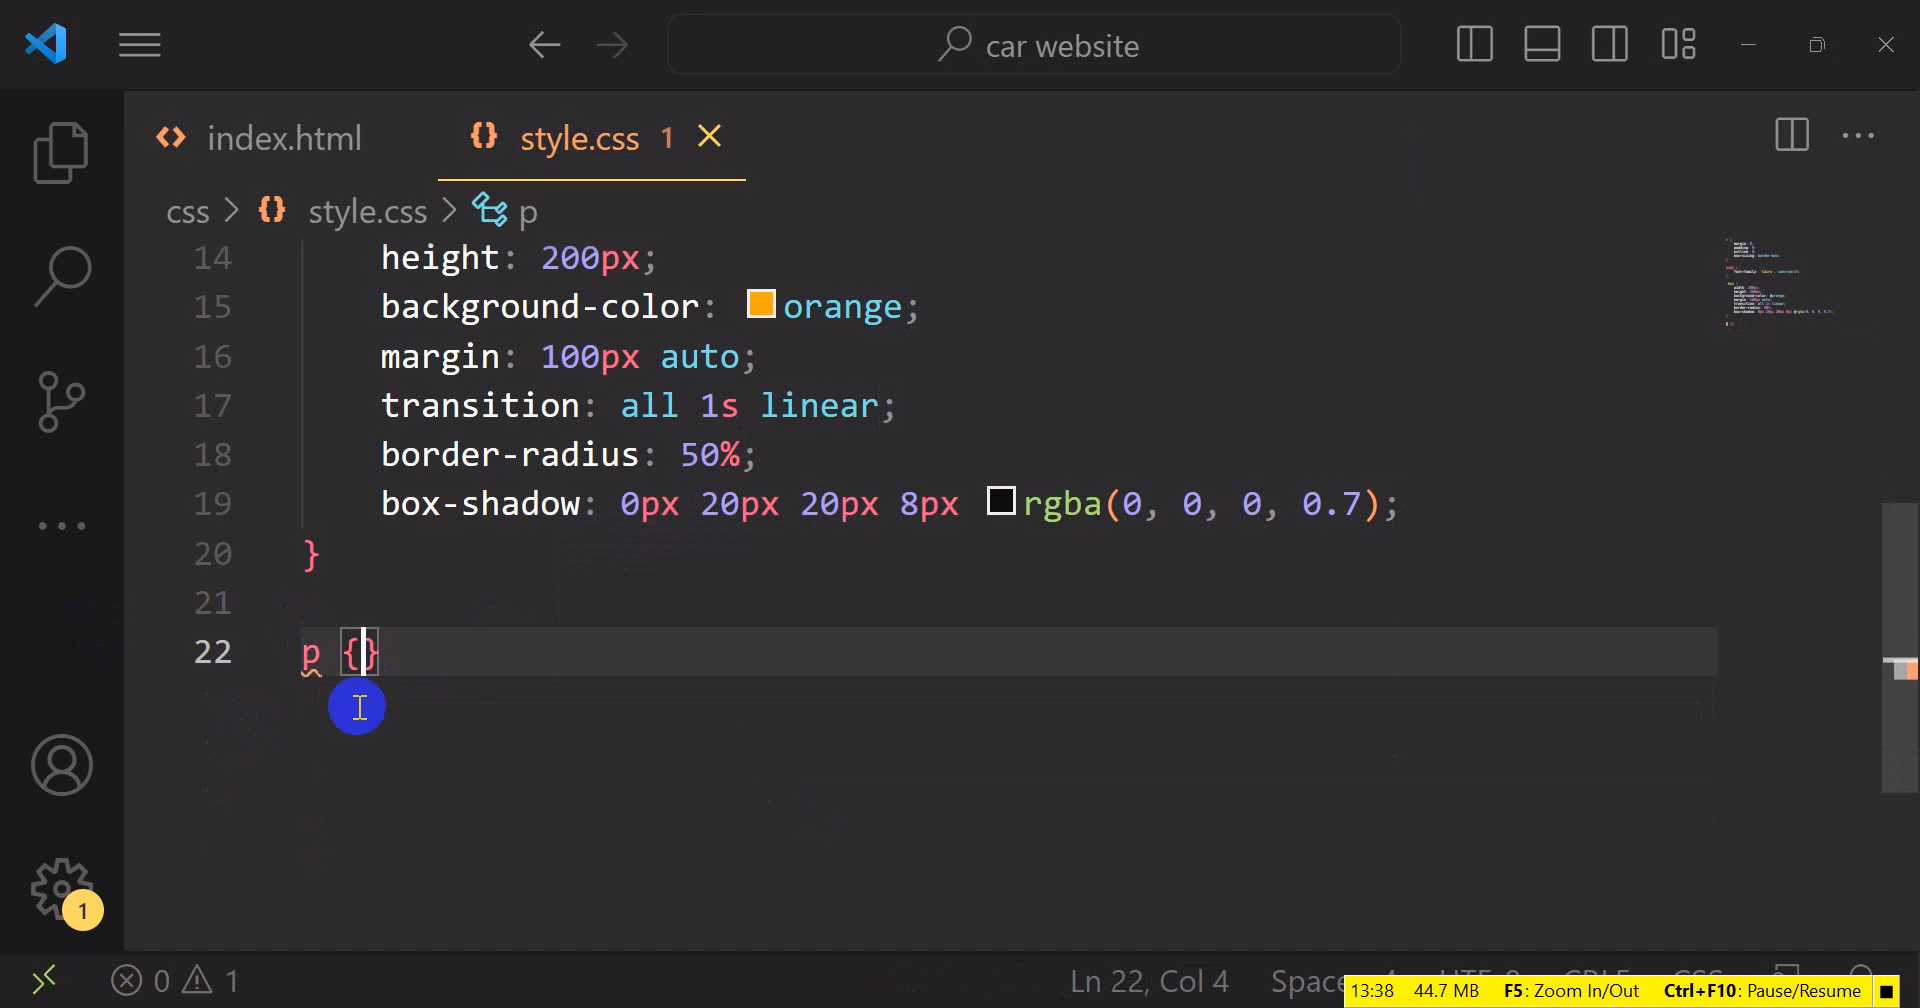 car website
index.html
style.css 1
css > style.css > p
14 height: 200px;
15 background-color: orange;
16 margin: 100px auto;
17 transition: all 1s linear;
18 border-radius: 50%;
19 box-shadow: 0px 20px 20px 8px rgba(0, 0, 0, 0.7);
20 }
21
22 p {}
1
0 1
Ln 22, Col 4
13:38 44.7 MB F5: Zoom In/Out Ctrl+F10: Pause/Resume